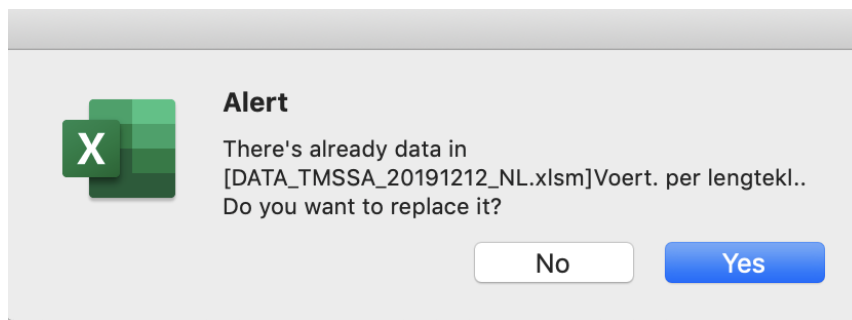 Alert
There's already data in
[DATA_TMSSA_20191212_NL.xlsm]Voert. per lengtekl..
Do you want to replace it?
X
No Yes